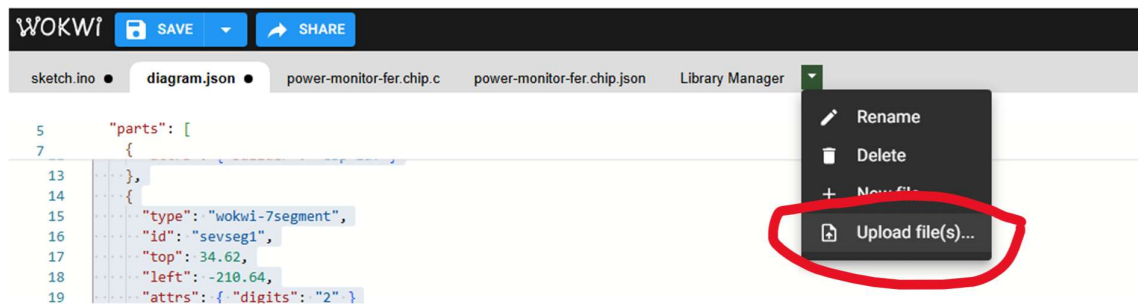 WOKWI SAVE SHARE
sketch.ino ● diagram.json ● power-monitor-fer.chip.c power-monitor-fer.chip.json Library Manager
Rename
Delete
New file
Upload file(s)...
5 "parts": [
7 {
13 },
14 {
15 "type": "wokwi-7segment",
16 "id": "sevseg1",
17 "top": 34.62,
18 "left": -210.64,
19 "attrs": { "digits": "2" }